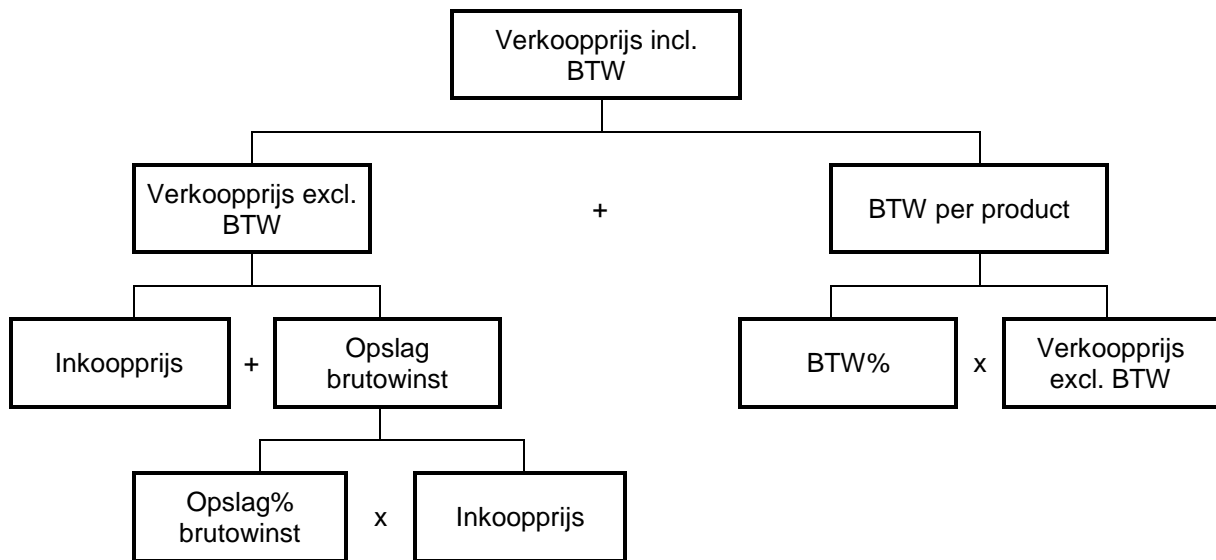 Verkoopprijs incl.
BTW
Verkoopprijs excl.
BTW
+
BTW per product
Inkoopprijs
+
Opslag
brutowinst
BTW%
x
Verkoopprijs
excl. BTW
Opslag%
brutowinst
x
Inkoopprijs